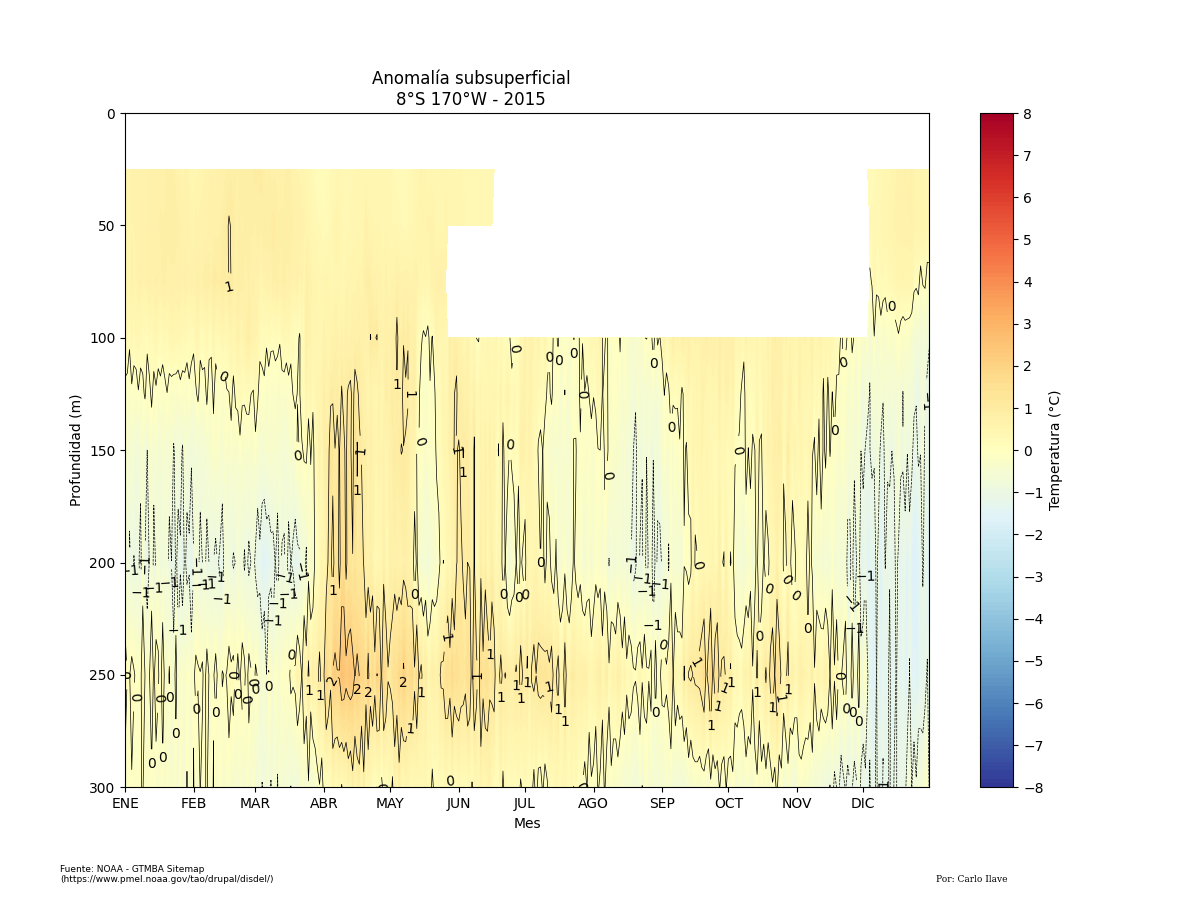 Anomalía subsuperficial
8°S 170°W - 2015
0
50
100
150
200
250
300
Profundidad (m)
ENE FEB MAR ABR MAY JUN JUL AGO SEP OCT NOV DIC
Mes
8
7
6
5
4
3
2
1
0
−1
−2
−3
−4
−5
−6
−7
−8
Temperatura (°C)
Fuente: NOAA - GTMBA Sitemap
(https://www.pmel.noaa.gov/tao/drupal/disdel/)
Por: Carlo Ilave